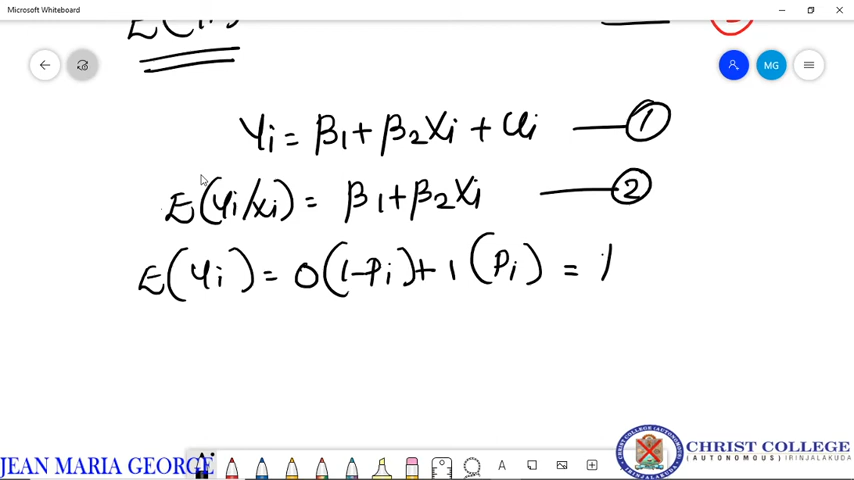 Microsoft Whiteboard
MG
Yi = β1 + β2Xi + Ui — 1
E(Yi/Xi) = β1 + β2Xi — 2
E(Yi) = 0(1-Pi) + 1(Pi) =
JEAN MARIA GEORGE
CHRIST COLLEGE
(AUTONOMOUS) IRINJALAKUDA